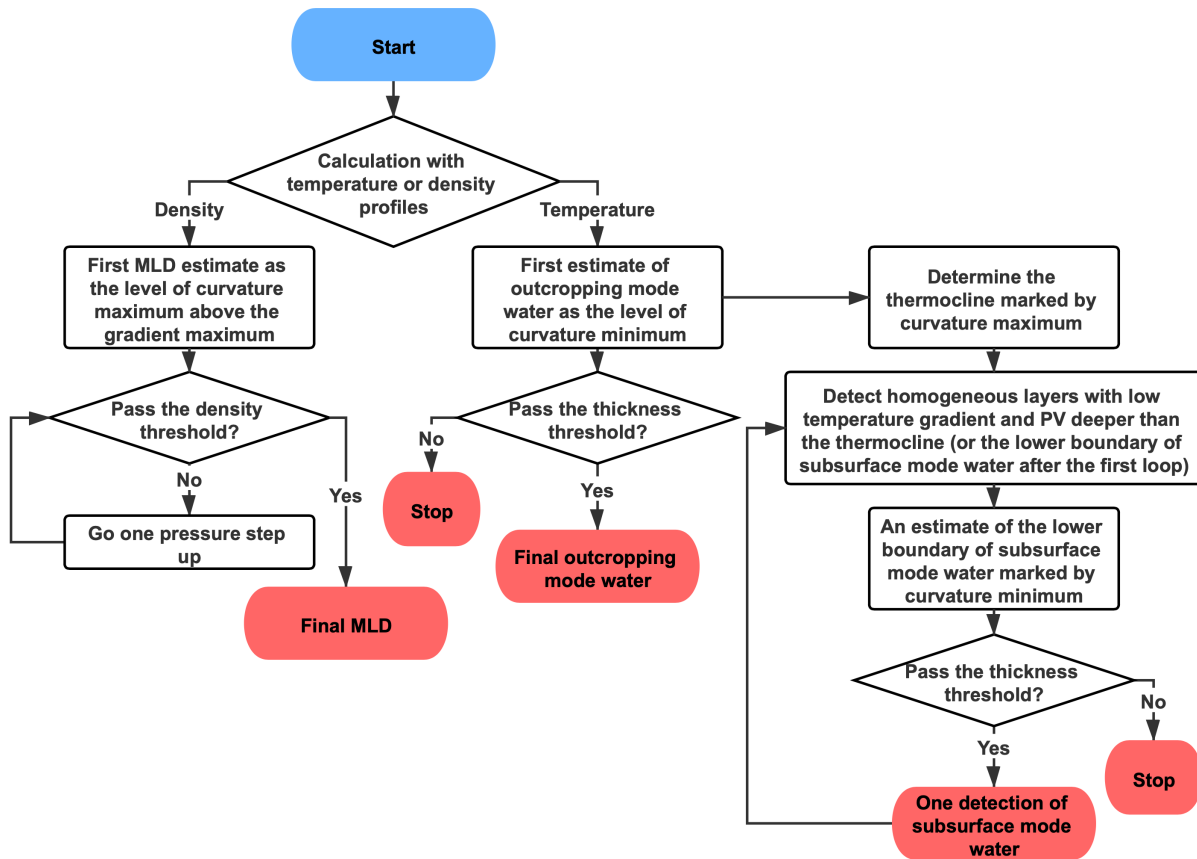 Start
Calculation with
temperature or density
profiles
Density
Temperature
First MLD estimate as
the level of curvature
maximum above the
gradient maximum
Pass the density
threshold?
No
Go one pressure step
up
Yes
Final MLD
First estimate of
outcropping mode
water as the level of
curvature minimum
Pass the thickness
threshold?
No
Stop
Yes
Final outcropping
mode water
Determine the
thermocline marked by
curvature maximum
Detect homogeneous layers with low
temperature gradient and PV deeper than
the thermocline (or the lower boundary of
subsurface mode water after the first loop)
An estimate of the lower
boundary of subsurface
mode water marked by
curvature minimum
Pass the thickness
threshold?
No
Stop
Yes
One detection of
subsurface mode
water